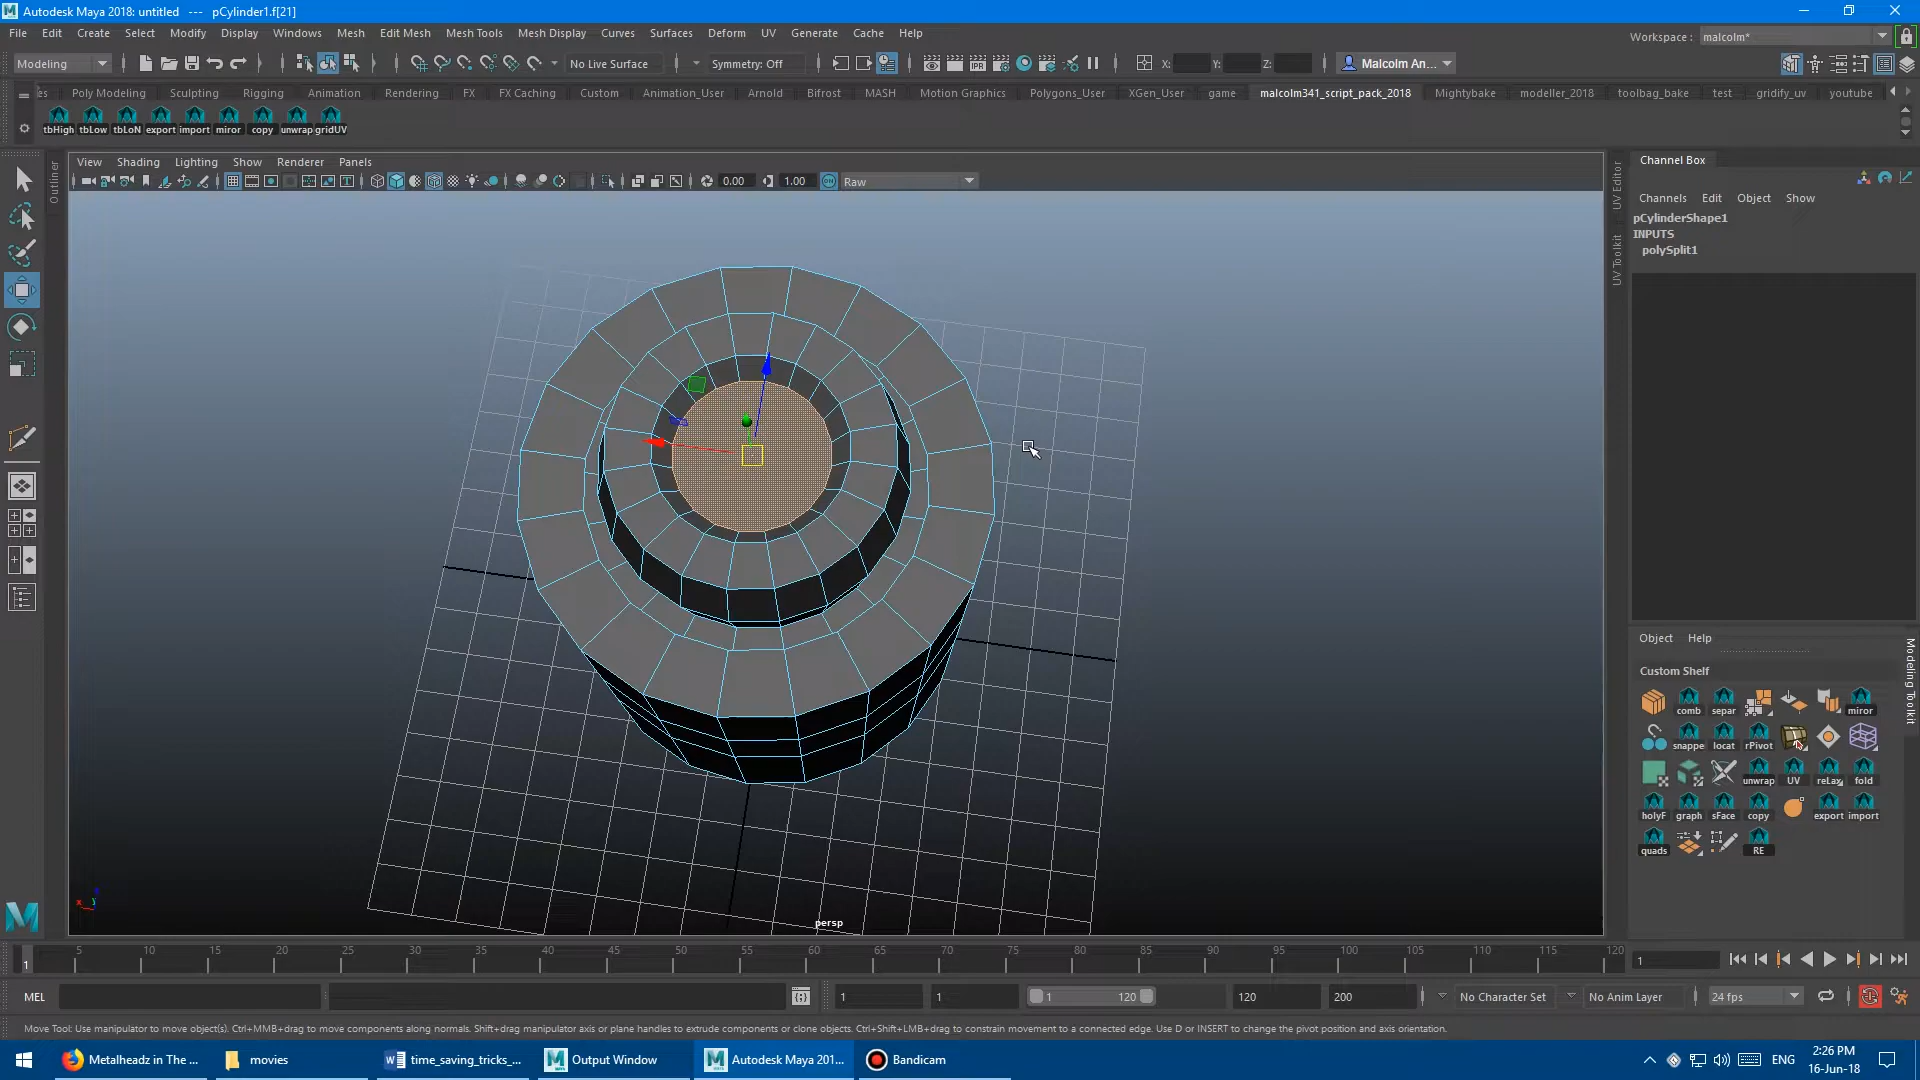 Autodesk Maya 2018: untitled --- pCylinder1.f[21]
File Edit Create Select Modify Display Windows Mesh Edit Mesh Mesh Tools Mesh Display Curves Surfaces Deform UV Generate Cache Help
Workspace : malcolm*
Modeling No Live Surface Symmetry: Off X: Y: Z: Malcolm An...
es Poly Modeling Sculpting Rigging Animation Rendering FX FX Caching Custom Animation_User Arnold Bifrost MASH Motion Graphics Polygons_User XGen_User game malcolm341_script_pack_2018 Mightybake modeller_2018 toolbag_bake test gridify_uv youtube
tbHigh tbLow tbLoN export import miror copy unwrap gridUV
View Shading Lighting Show Renderer Panels
0.00 1.00 ON Raw
Outliner
UV Editor
UV Toolkit
Channel Box
Channels Edit Object Show
pCylinderShape1
INPUTS
polySplit1
Object Help
Custom Shelf
comb separ miror
snappe locat rPivot
unwrap UV reLax fold
holyF graph sFace copy export import
quads RE
Modeling Toolkit
persp
x y
5 10 15 20 25 30 35 40 45 50 55 60 65 70 75 80 85 90 95 100 105 110 115 120
1 1
MEL 1 1 1 120 120 200 No Character Set No Anim Layer 24 fps
Move Tool: Use manipulator to move object(s). Ctrl+MMB+drag to move components along normals. Shift+drag manipulator axis or plane handles to extrude components or clone objects. Ctrl+Shift+LMB+drag to constrain movement to a connected edge. Use D or INSERT to change the pivot position and axis orientation.
Metalheadz in The ... movies time_saving_tricks_... Output Window Autodesk Maya 201... Bandicam ENG 2:26 PM
16-Jun-18